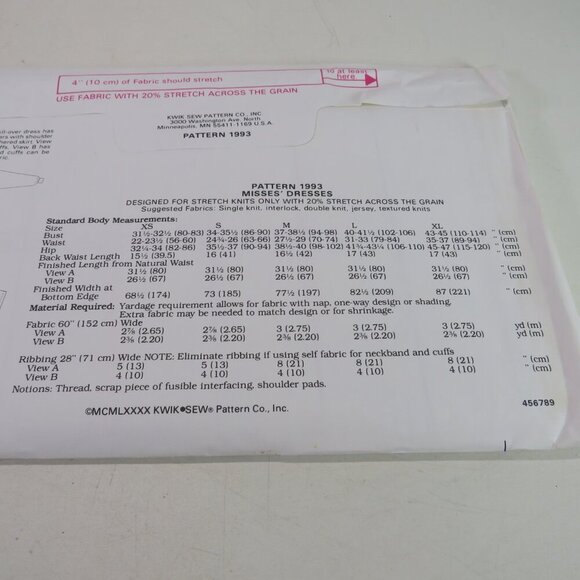 4" (10 cm) of Fabric should stretch
to at least here
USE FABRIC WITH 20% STRETCH ACROSS THE GRAIN
KWIK SEW PATTERN CO., INC
3000 Washington Ave. North
Minneapolis, MN 55411-1169 U.S.A.
PATTERN 1993
ll-over dress has
ers with shoulder
hered skirt. View
ffs. View B has
d cuffs can be
ric.
PATTERN 1993
MISSES' DRESSES
DESIGNED FOR STRETCH KNITS ONLY WITH 20% STRETCH ACROSS THE GRAIN
Suggested Fabrics: Single knit, interlock, double knit, jersey, textured knits
Standard Body Measurements:
Size XS S M L XL
Bust 31½-32½ (80-83) 34-35½ (86-90) 37-38½ (94-98) 40-41½ (102-106) 43-45 (110-114) " (cm)
Waist 22-23½ (56-60) 24¾-26 (63-66) 27½-29 (70-74) 31-33 (79-84) 35-37 (89-94) " (cm)
Hip 32¼-34 (82-86) 35½-37 (90-94) 38½-40 (98-102) 41¾-43¼ (106-110) 45-47 (115-120) " (cm)
Back Waist Length 15½ (39.5) 16 (41) 16½ (42) 17 (43) 17 (43) " (cm)
Finished Length from Natural Waist
View A 31½ (80) 31½ (80) 31½ (80) 31½ (80) 31½ (80) " (cm)
View B 26½ (67) 26½ (67) 26½ (67) 26½ (67) 26½ (67) " (cm)
Finished Width at
Bottom Edge 68½ (174) 73 (185) 77½ (197) 82½ (209) 87 (221) " (cm)
Material Required: Yardage requirement allows for fabric with nap, one-way design or shading.
Extra fabric may be needed to match design or for shrinkage.
Fabric 60" (152 cm) Wide
View A 2⅞ (2.65) 2⅞ (2.65) 3 (2.75) 3 (2.75) 3 (2.75) yd (m)
View B 2⅜ (2.20) 2⅜ (2.20) 2⅜ (2.20) 2⅜ (2.20) 2⅜ (2.20) yd (m)
Ribbing 28" (71 cm) Wide NOTE: Eliminate ribbing if using self fabric for neckband and cuffs
View A 5 (13) 5 (13) 8 (21) 8 (21) 8 (21) " (cm)
View B 4 (10) 4 (10) 4 (10) 4 (10) 4 (10) " (cm)
Notions: Thread, scrap piece of fusible interfacing, shoulder pads.
©MCMLXXXX KWIK•SEW® Pattern Co., Inc.
456789